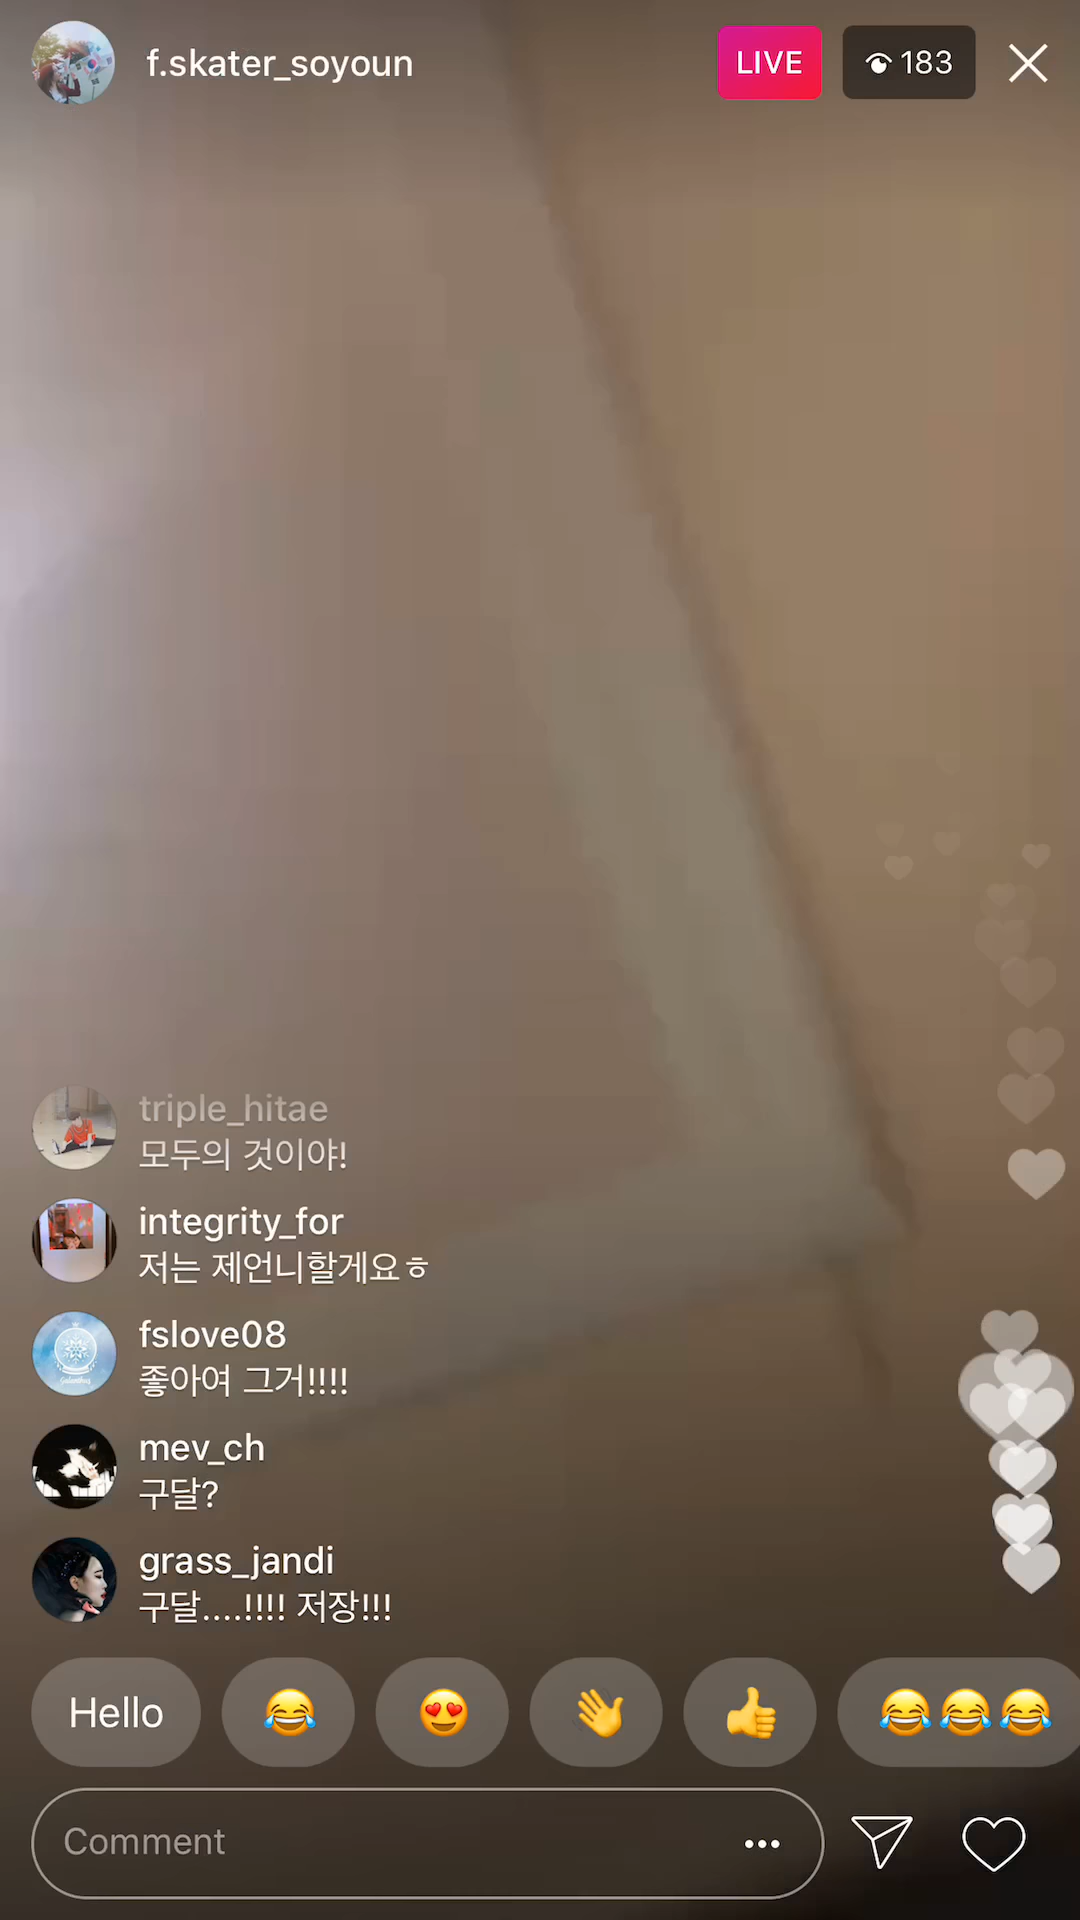 f.skater_soyoun
LIVE
183
triple_hitae
모두의 것이야!
integrity_for
저는 제언니할게요ㅎ
fslove08
좋아여 그거!!!!
mev_ch
구달?
grass_jandi
구달....!!!! 저장!!!
Hello
Comment